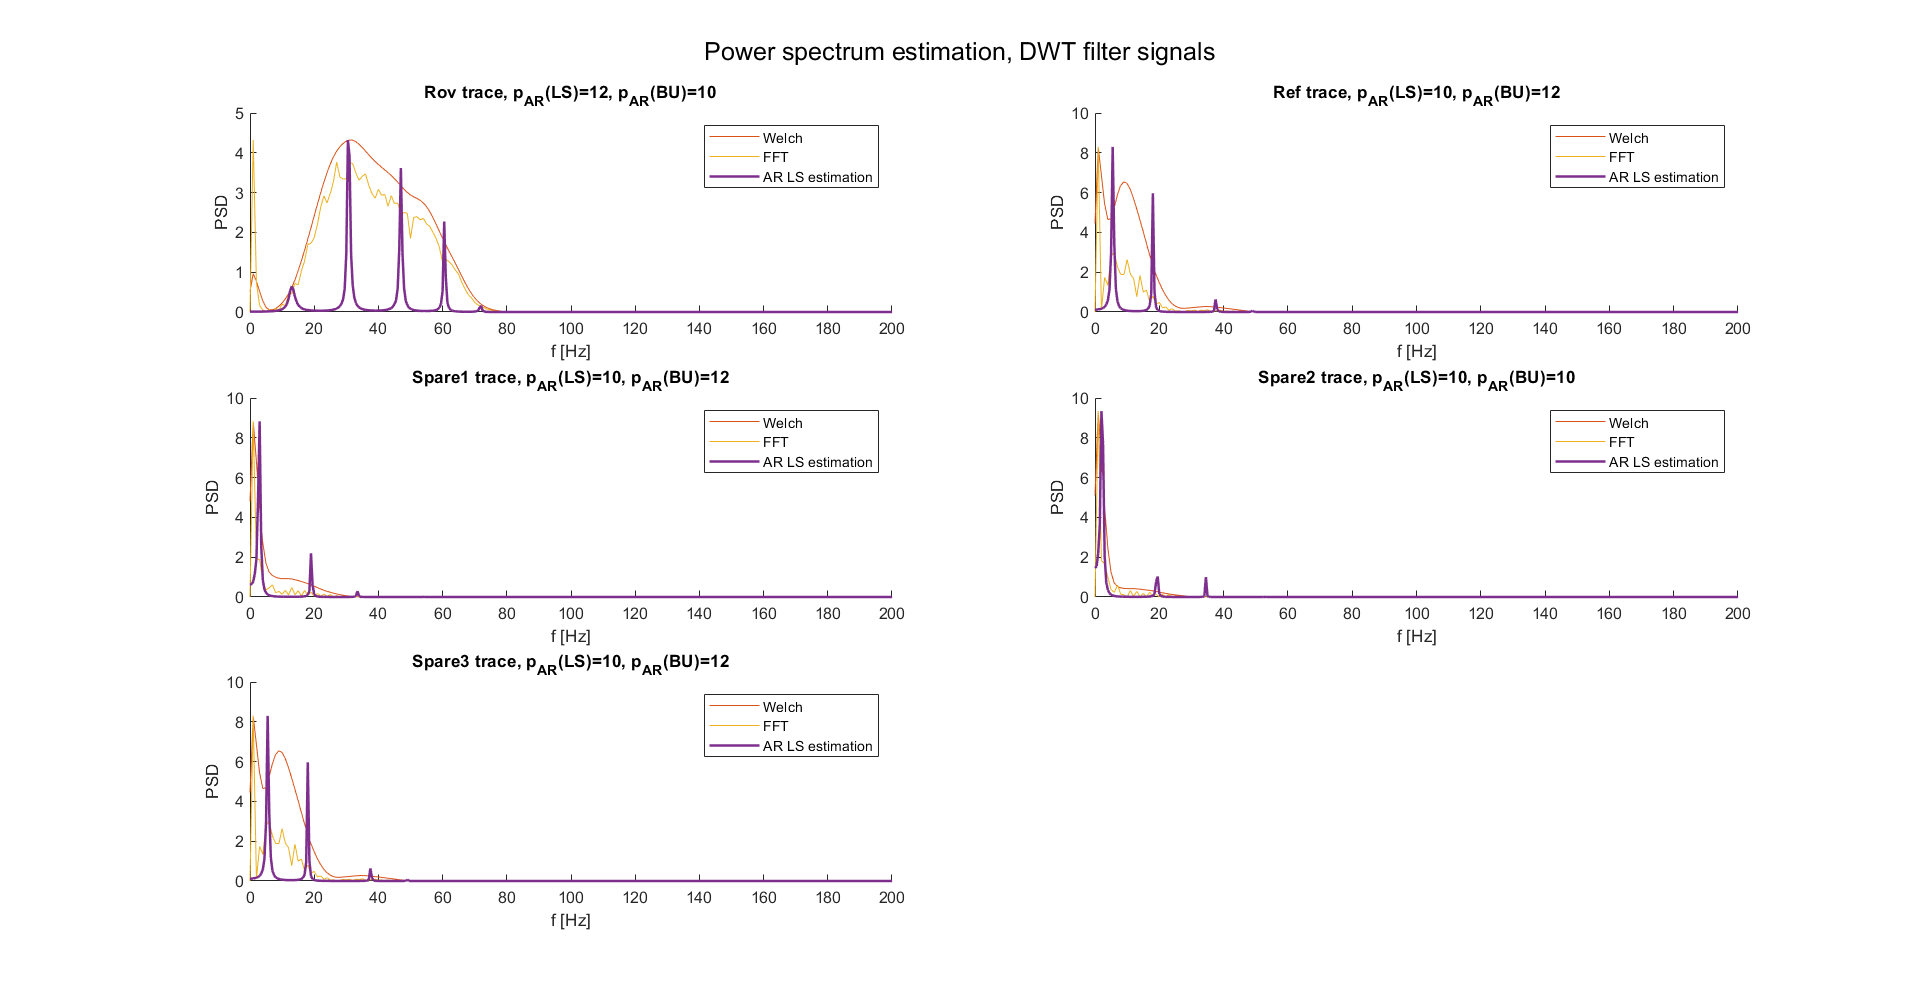 Power spectrum estimation, DWT filter signals
Rov trace, pAR(LS)=12, pAR(BU)=10
5
4
3
2
1
0
PSD
0 20 40 60 80 100 120 140 160 180 200
f [Hz]
Welch
FFT
AR LS estimation
Ref trace, pAR(LS)=10, pAR(BU)=12
10
8
6
4
2
0
PSD
0 20 40 60 80 100 120 140 160 180 200
f [Hz]
Welch
FFT
AR LS estimation
Spare1 trace, pAR(LS)=10, pAR(BU)=12
10
8
6
4
2
0
PSD
0 20 40 60 80 100 120 140 160 180 200
f [Hz]
Welch
FFT
AR LS estimation
Spare2 trace, pAR(LS)=10, pAR(BU)=10
10
8
6
4
2
0
PSD
0 20 40 60 80 100 120 140 160 180 200
f [Hz]
Welch
FFT
AR LS estimation
Spare3 trace, pAR(LS)=10, pAR(BU)=12
10
8
6
4
2
0
PSD
0 20 40 60 80 100 120 140 160 180 200
f [Hz]
Welch
FFT
AR LS estimation